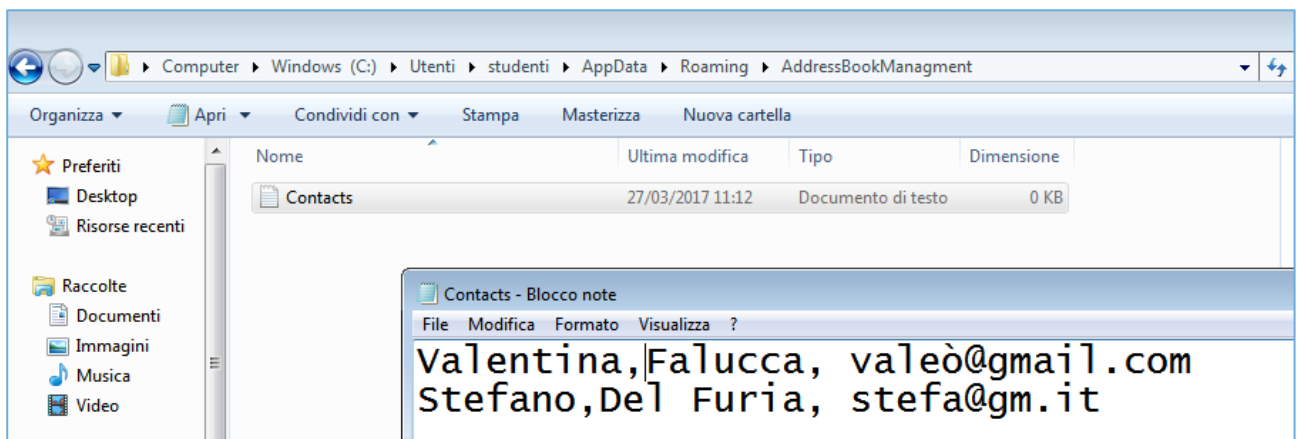 Computer Windows (C:) Utenti studenti AppData Roaming AddressBookManagment
Organizza Apri Condividi con Stampa Masterizza Nuova cartella
Preferiti
Desktop
Risorse recenti
Raccolte
Documenti
Immagini
Musica
Video
Nome Ultima modifica Tipo Dimensione
Contacts 27/03/2017 11:12 Documento di testo 0 KB
Contacts - Blocco note
File Modifica Formato Visualizza ?
Valentina,Falucca, valeò@gmail.com
Stefano,Del Furia, stefa@gm.it